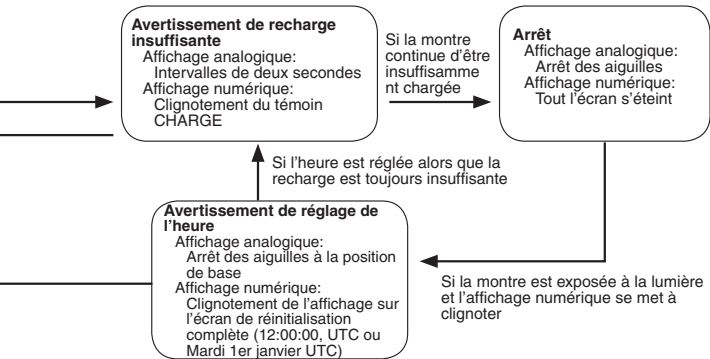 Avertissement de recharge
insuffisante
Affichage analogique:
Intervalles de deux secondes
Affichage numérique:
Clignotement du témoin
CHARGE
Si la montre
continue d'être
insuffisamme
nt chargée
Arrêt
Affichage analogique:
Arrêt des aiguilles
Affichage numérique:
Tout l'écran s'éteint
Si l'heure est réglée alors que la
recharge est toujours insuffisante
Avertissement de réglage de
l'heure
Affichage analogique:
Arrêt des aiguilles à la position
de base
Affichage numérique:
Clignotement de l'affichage sur
l'écran de réinitialisation
complète (12:00:00, UTC ou
Mardi 1er janvier UTC)
Si la montre est exposée à la lumière
et l'affichage numérique se met à
clignoter